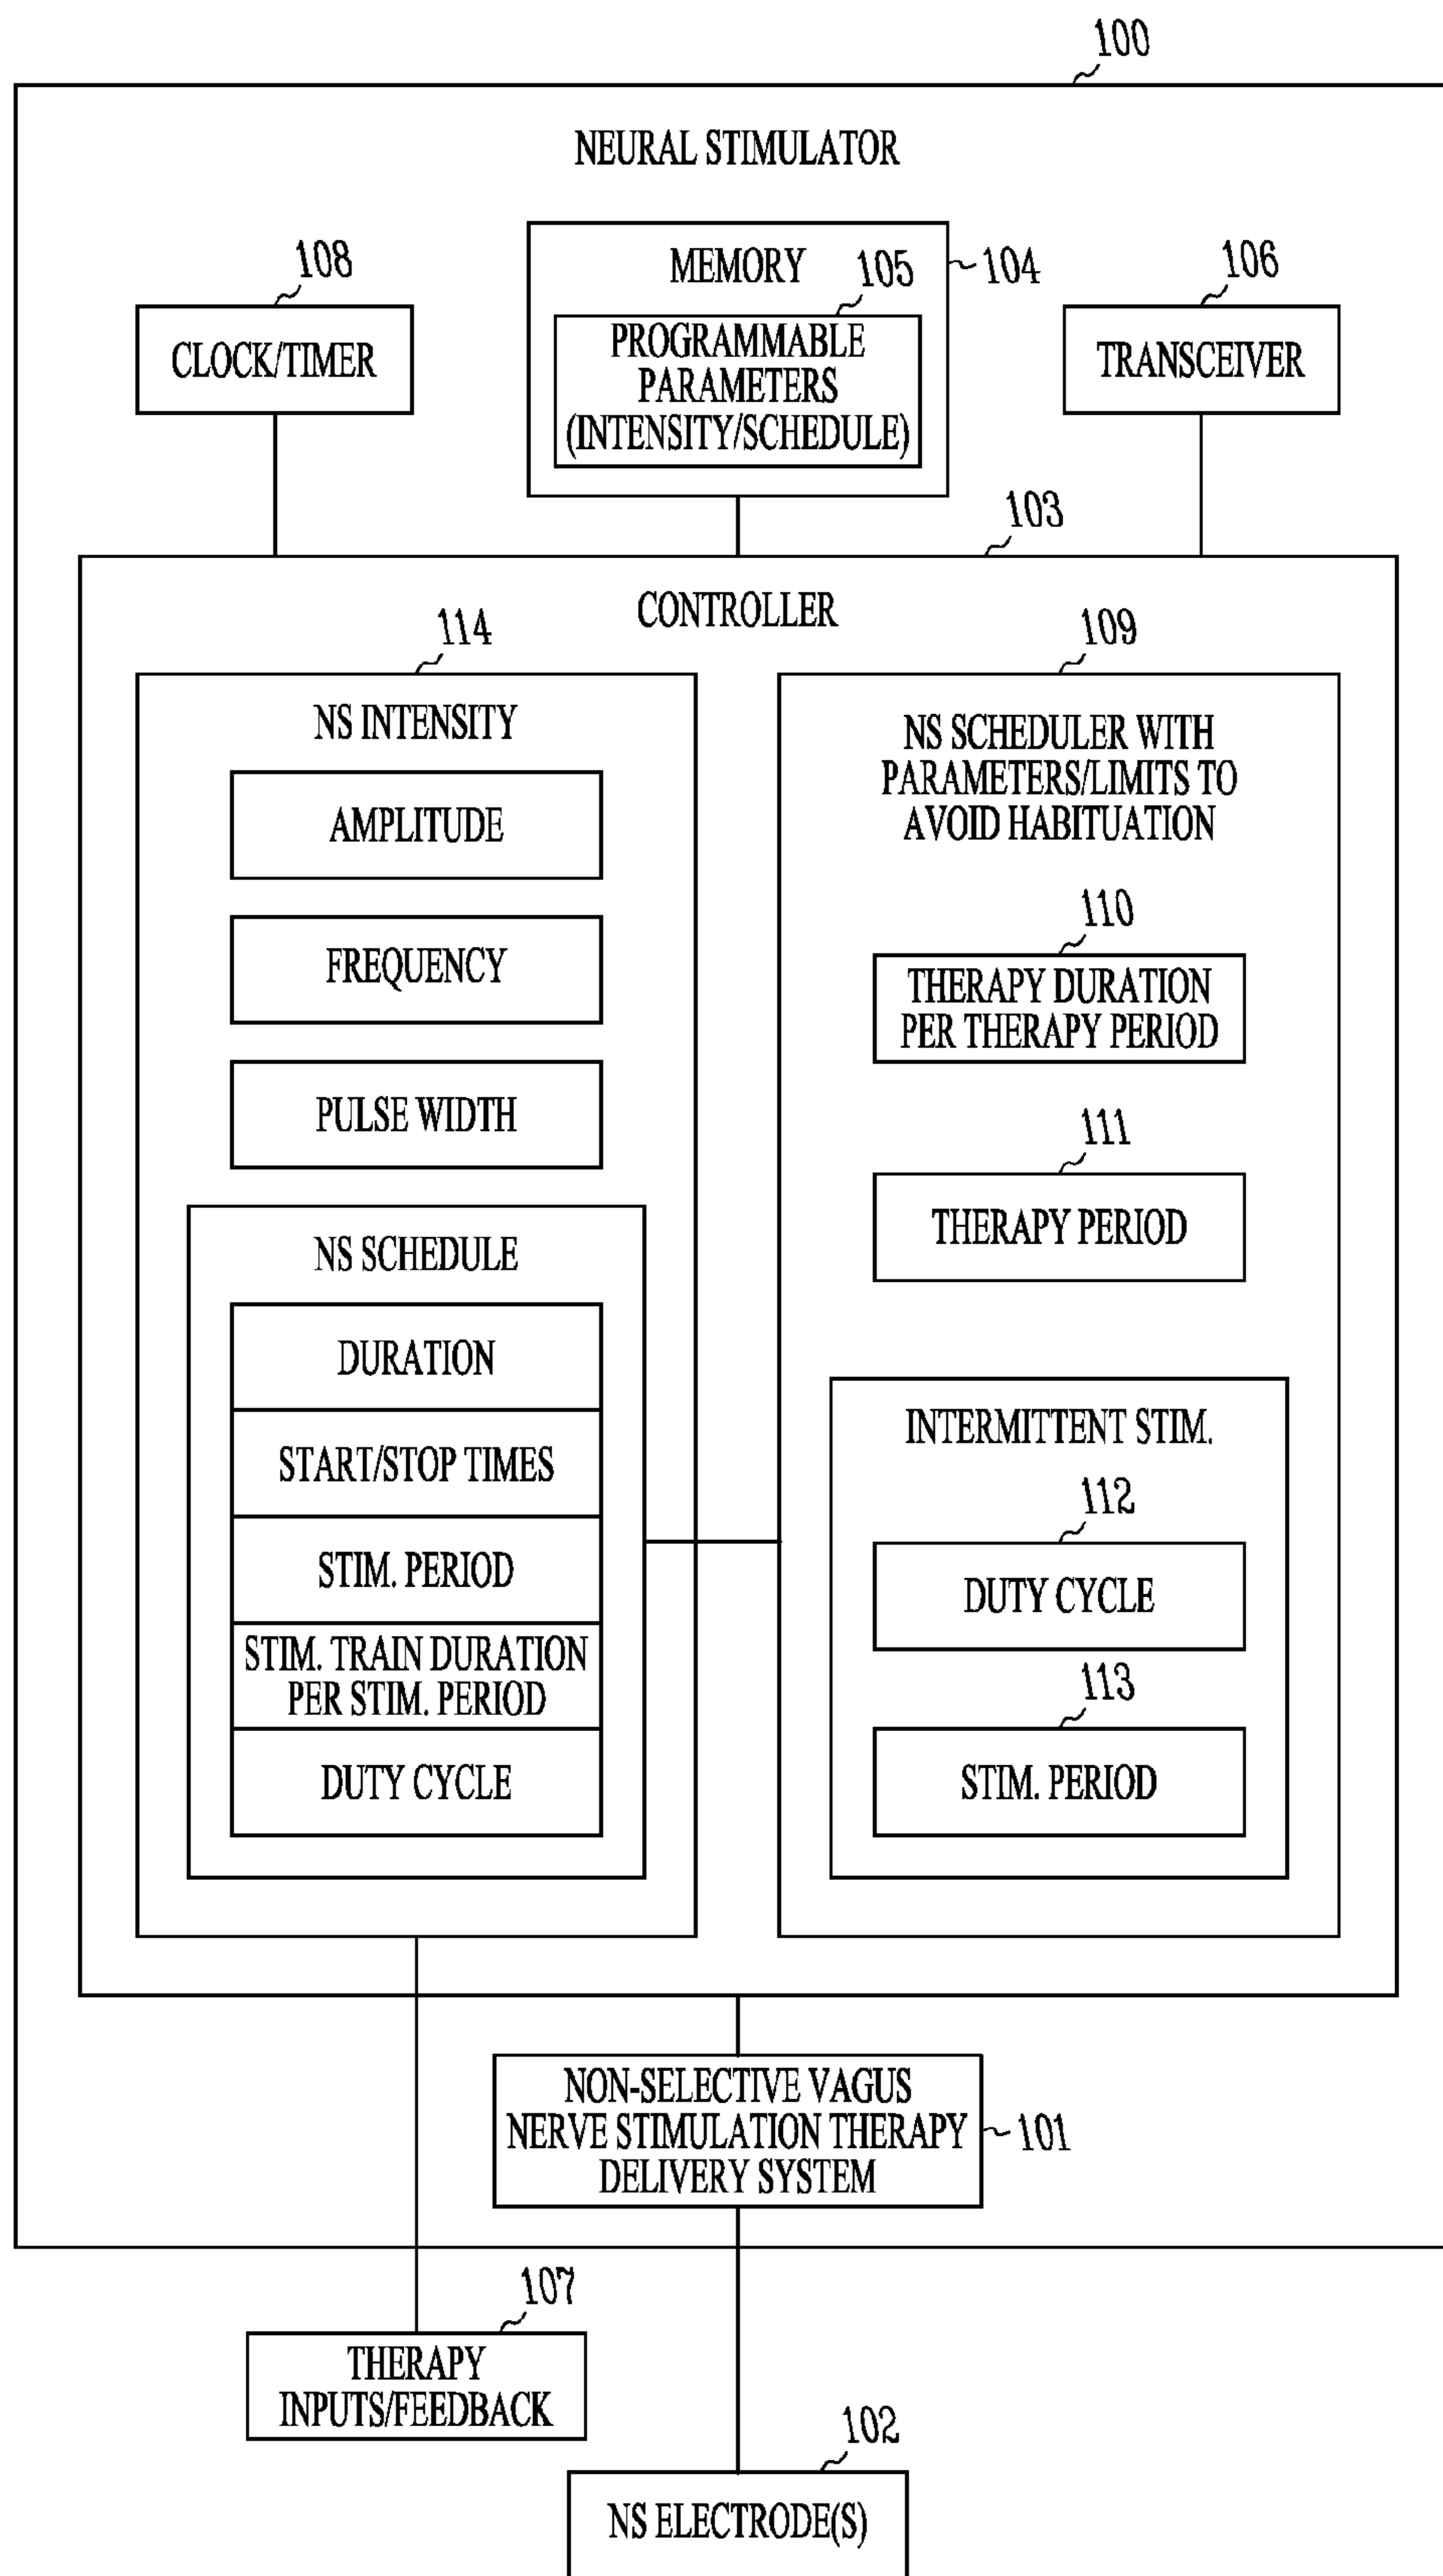 100
NEURAL STIMULATOR
108
CLOCK/TIMER
MEMORY
104
105
PROGRAMMABLE
PARAMETERS
(INTENSITY/SCHEDULE)
106
TRANSCEIVER
103
CONTROLLER
114
NS INTENSITY
AMPLITUDE
FREQUENCY
PULSE WIDTH
NS SCHEDULE
DURATION
START/STOP TIMES
STIM. PERIOD
STIM. TRAIN DURATION
PER STIM. PERIOD
DUTY CYCLE
109
NS SCHEDULER WITH
PARAMETERS/LIMITS TO
AVOID HABITUATION
110
THERAPY DURATION
PER THERAPY PERIOD
111
THERAPY PERIOD
INTERMITTENT STIM.
112
DUTY CYCLE
113
STIM. PERIOD
NON-SELECTIVE VAGUS
NERVE STIMULATION THERAPY
DELIVERY SYSTEM
101
107
THERAPY
INPUTS/FEEDBACK
102
NS ELECTRODE(S)